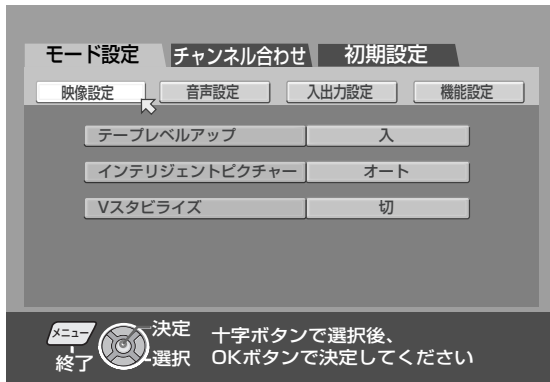 モード設定 チャンネル合わせ 初期設定
映像設定 音声設定 入出力設定 機能設定
テープレベルアップ 入
インテリジェントピクチャー オート
Vスタビライズ 切
メニュー 決定 十字ボタンで選択後、
終了 選択 OKボタンで決定してください